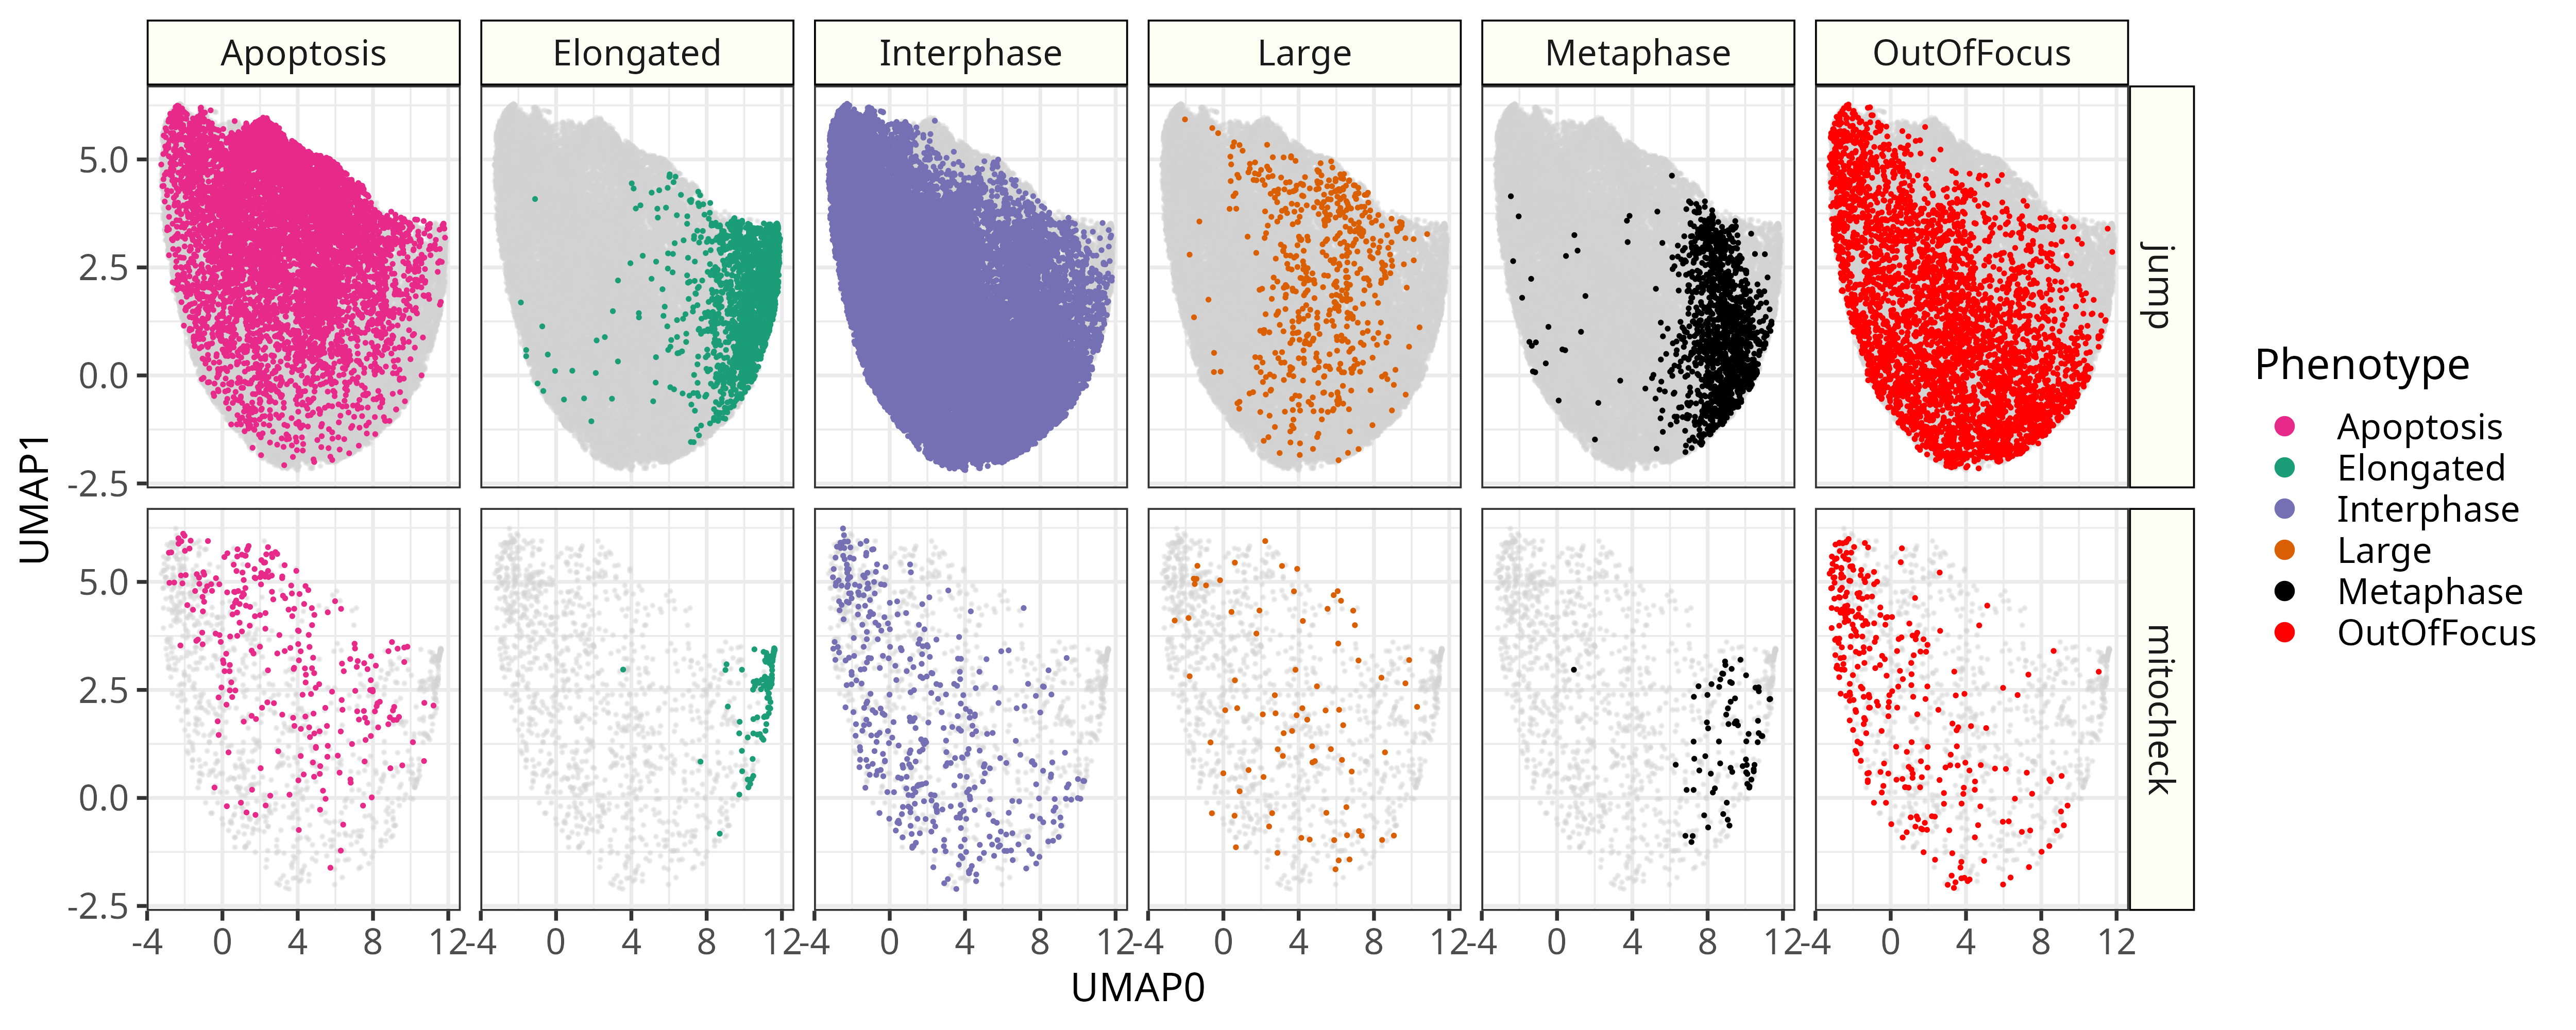 Apoptosis Elongated Interphase Large Metaphase OutOfFocus
5.0
2.5
0.0
-2.5
jump
5.0
2.5
0.0
-2.5
mitocheck
UMAP1
-4 0 4 8 12 -4 0 4 8 12 -4 0 4 8 12 -4 0 4 8 12 -4 0 4 8 12 -4 0 4 8 12
UMAP0
Phenotype
Apoptosis
Elongated
Interphase
Large
Metaphase
OutOfFocus